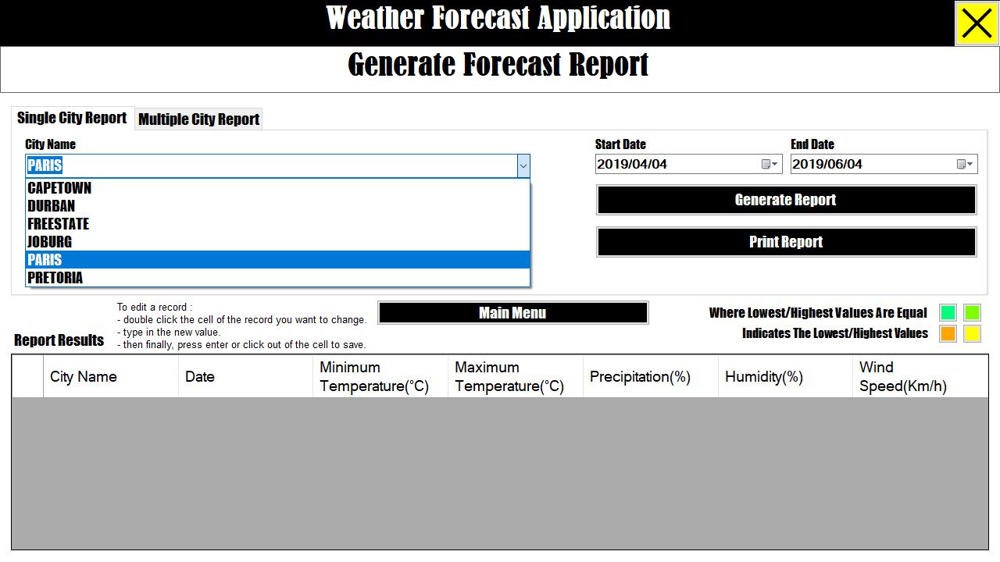 Weather Forecast Application
Generate Forecast Report
Single City Report
Multiple City Report
City Name
PARIS
CAPETOWN
DURBAN
FREESTATE
JOBURG
PARIS
PRETORIA
Start Date
End Date
2019/04/04
2019/06/04
Generate Report
Print Report
To edit a record :
- double click the cell of the record you want to change.
- type in the new value.
- then finally, press enter or click out of the cell to save.
Main Menu
Where Lowest/Highest Values Are Equal
Indicates The Lowest/Highest Values
Report Results
City Name
Date
Minimum
Temperature(°C)
Maximum
Temperature(°C)
Precipitation(%)
Humidity(%)
Wind
Speed(Km/h)